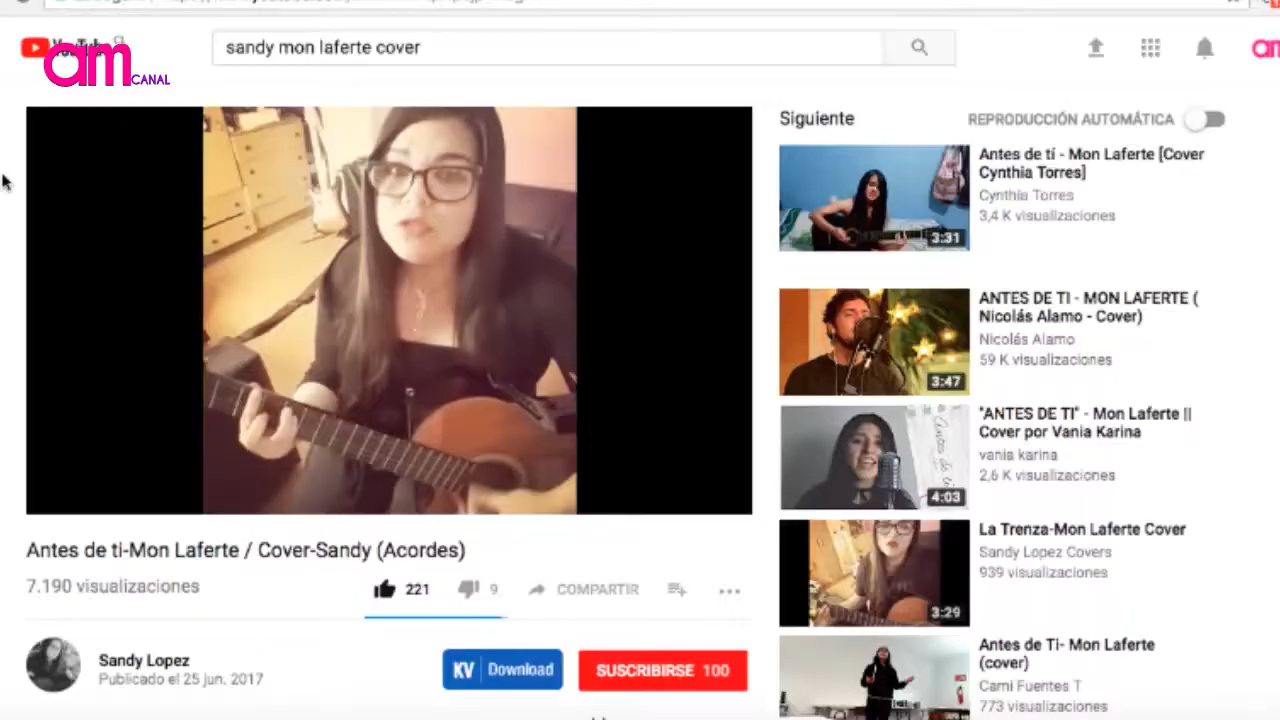 am CANAL
sandy mon laferte cover
Siguiente
REPRODUCCIÓN AUTOMÁTICA
Antes de tí - Mon Laferte [Cover
Cynthia Torres]
Cynthia Torres
3,4 K visualizaciones
3:31
ANTES DE TI - MON LAFERTE (
Nicolás Alamo - Cover)
Nicolás Alamo
59 K visualizaciones
3:47
"ANTES DE TI" - Mon Laferte ||
Cover por Vania Karina
vania karina
2,6 K visualizaciones
4:03
La Trenza-Mon Laferte Cover
Sandy Lopez Covers
939 visualizaciones
3:29
Antes de Ti- Mon Laferte
(cover)
Cami Fuentes T
773 visualizaciones
Antes de ti-Mon Laferte / Cover-Sandy (Acordes)
7.190 visualizaciones
221
9
COMPARTIR
Sandy Lopez
Publicado el 25 jun. 2017
KV Download
SUSCRIBIRSE 100